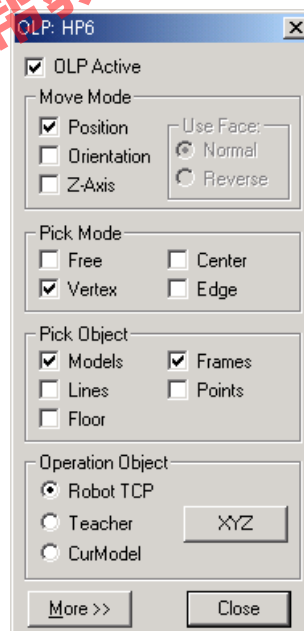 OLP: HP6
OLP Active
Move Mode
Position
Orientation
Z-Axis
Use Face:
Normal
Reverse
Pick Mode
Free
Center
Vertex
Edge
Pick Object
Models
Frames
Lines
Points
Floor
Operation Object
Robot TCP
Teacher
XYZ
CurModel
More >>
Close